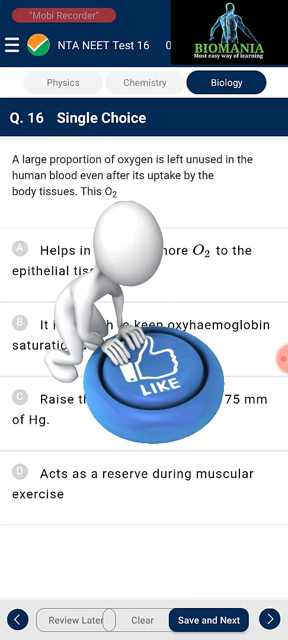 "Mobi Recorder"
NTA NEET Test 16
BIOMANIA
Most easy way of learning
Physics
Chemistry
Biology
Q. 16 Single Choice
A large proportion of oxygen is left unused in the
human blood even after its uptake by the
body tissues. This O₂
A
Helps in ore O₂ to the
epithelial
B
It keep oxyhaemoglobin
C
Raise 75 mm
of Hg.
LIKE
D
Acts as a reserve during muscular
exercise
Review Later
Clear
Save and Next